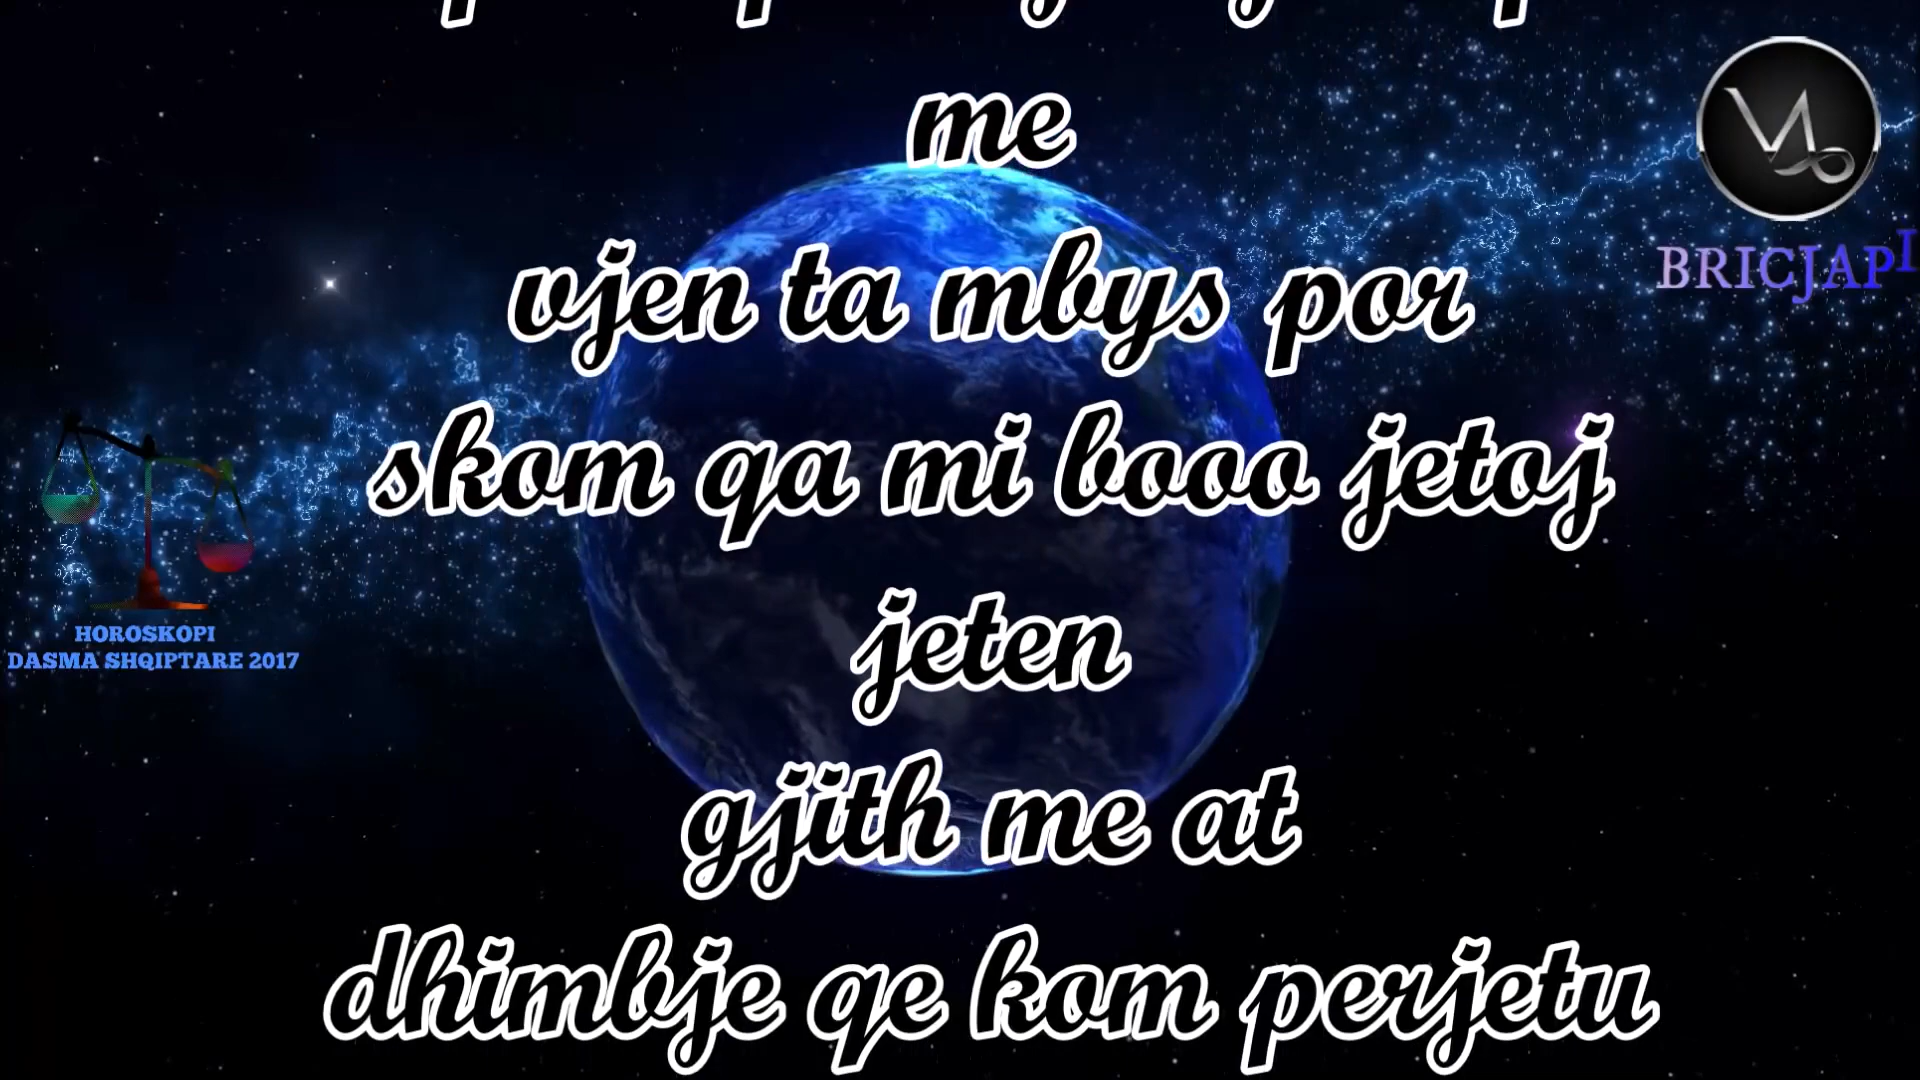 me
vjen ta mbys por
skom qa mi booo jetoj
jeten
gjith me at
dhimbje qe kom perjetu
BRICJAPI
HOROSKOPI
DASMA SHQIPTARE 2017